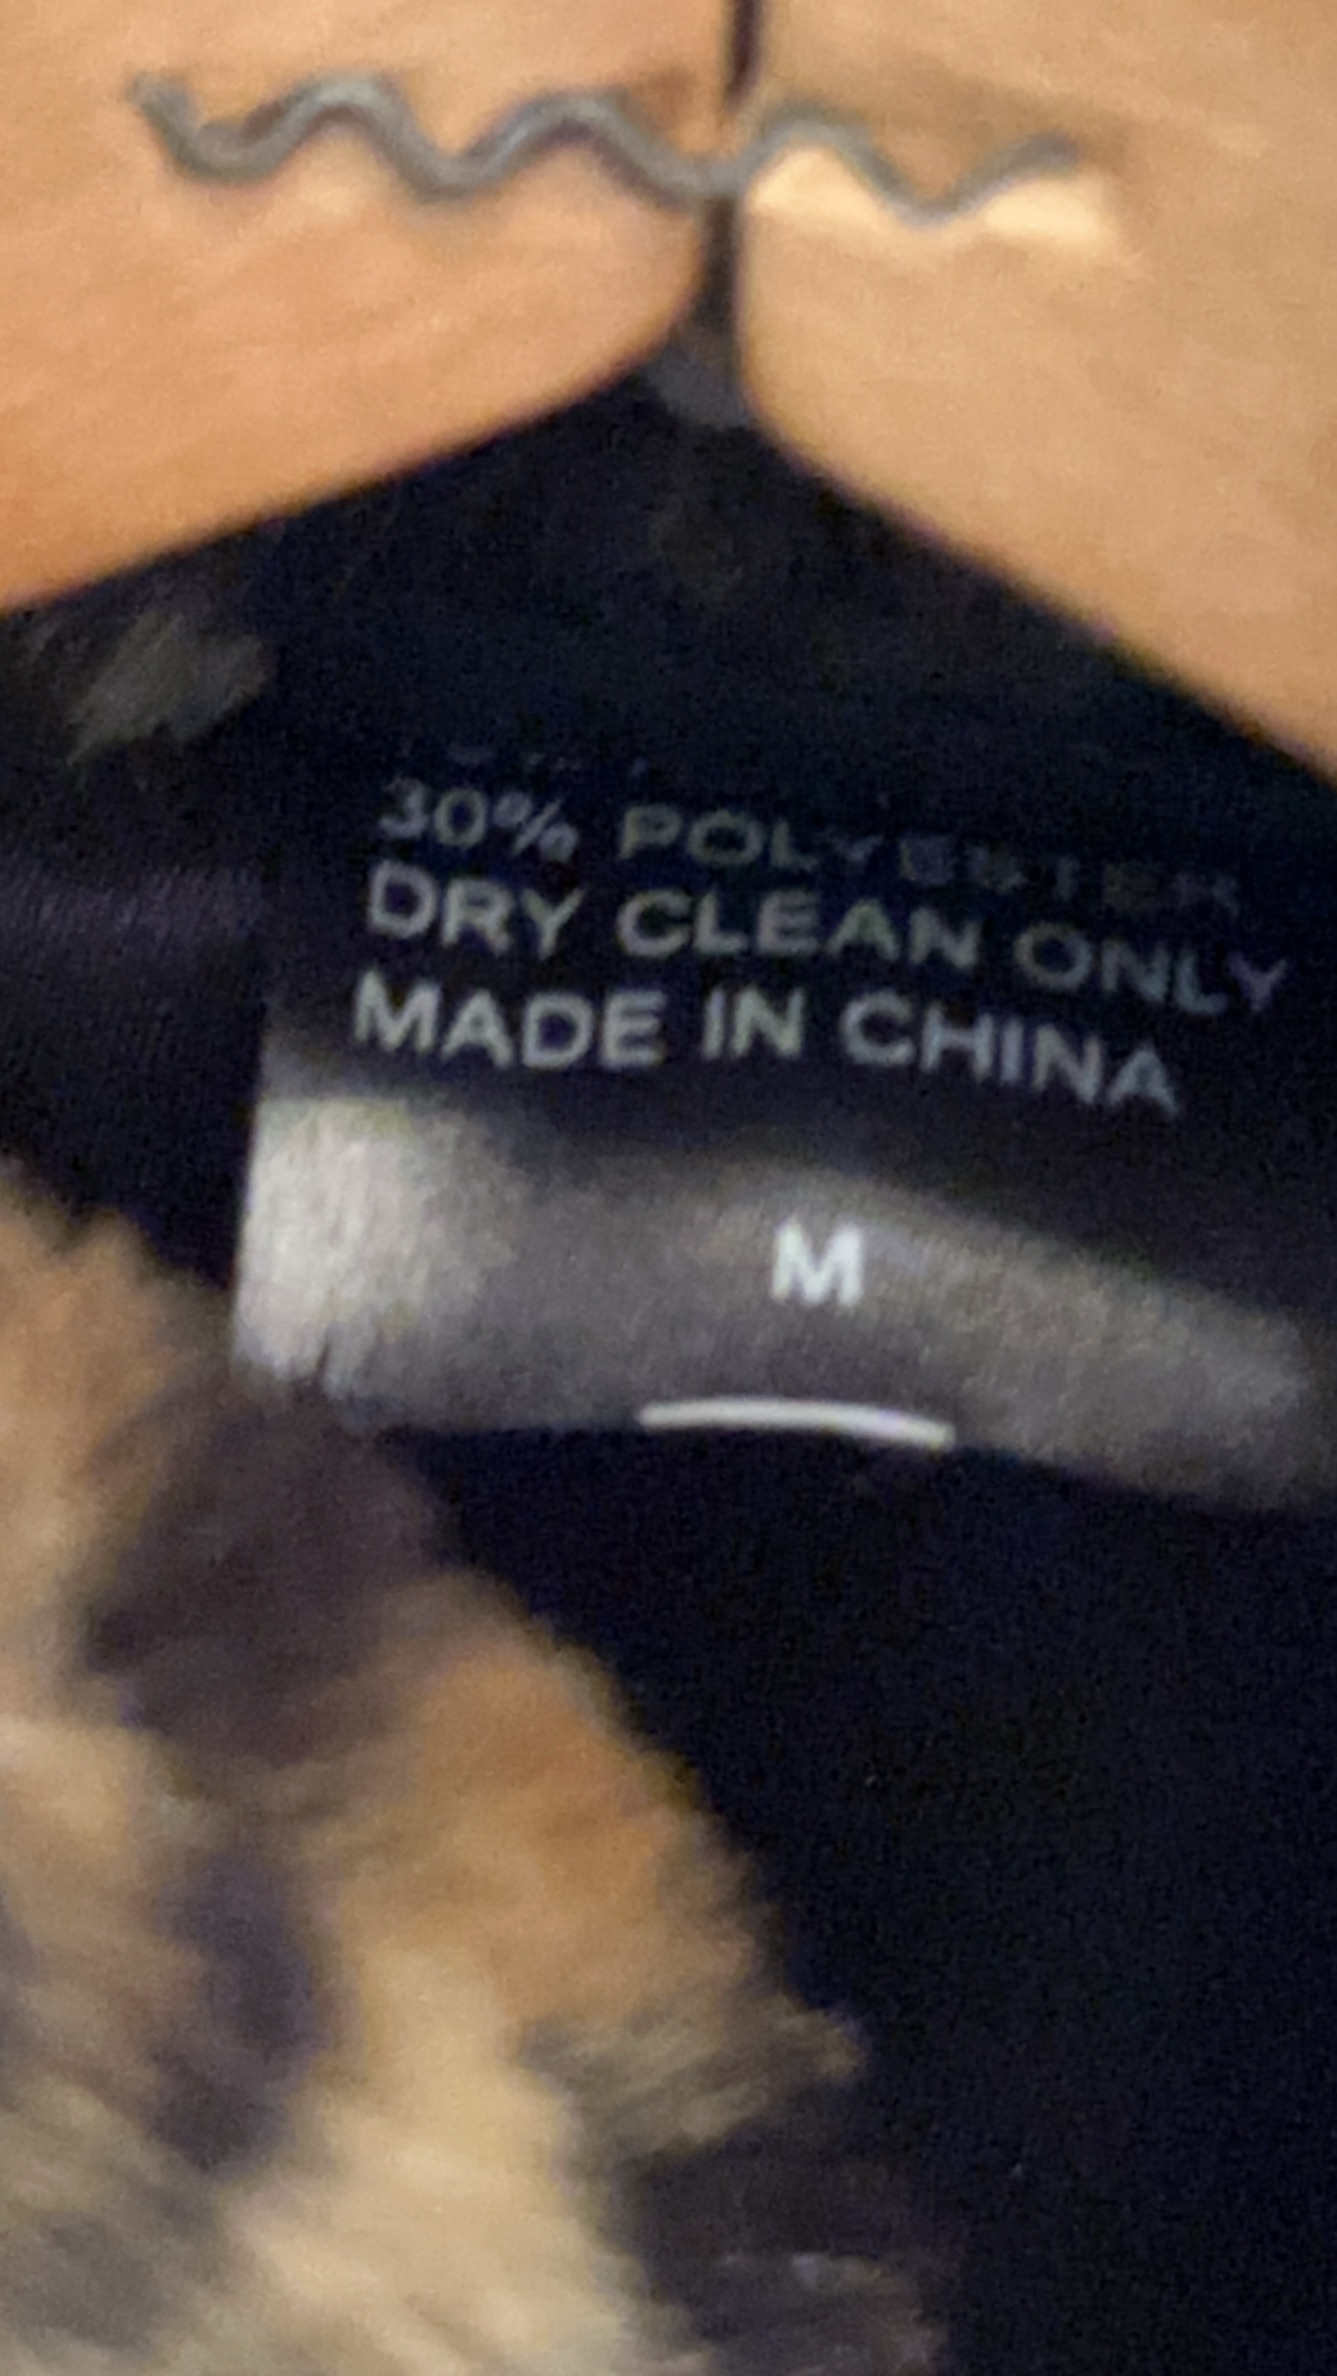 30% POLYESTER
DRY CLEAN ONLY
MADE IN CHINA
M